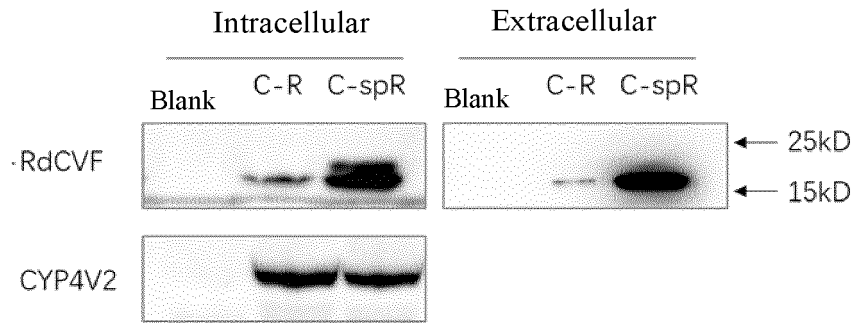 Intracellular Extracellular
Blank C-R C-spR Blank C-R C-spR
·RdCVF 25kD
15kD
CYP4V2